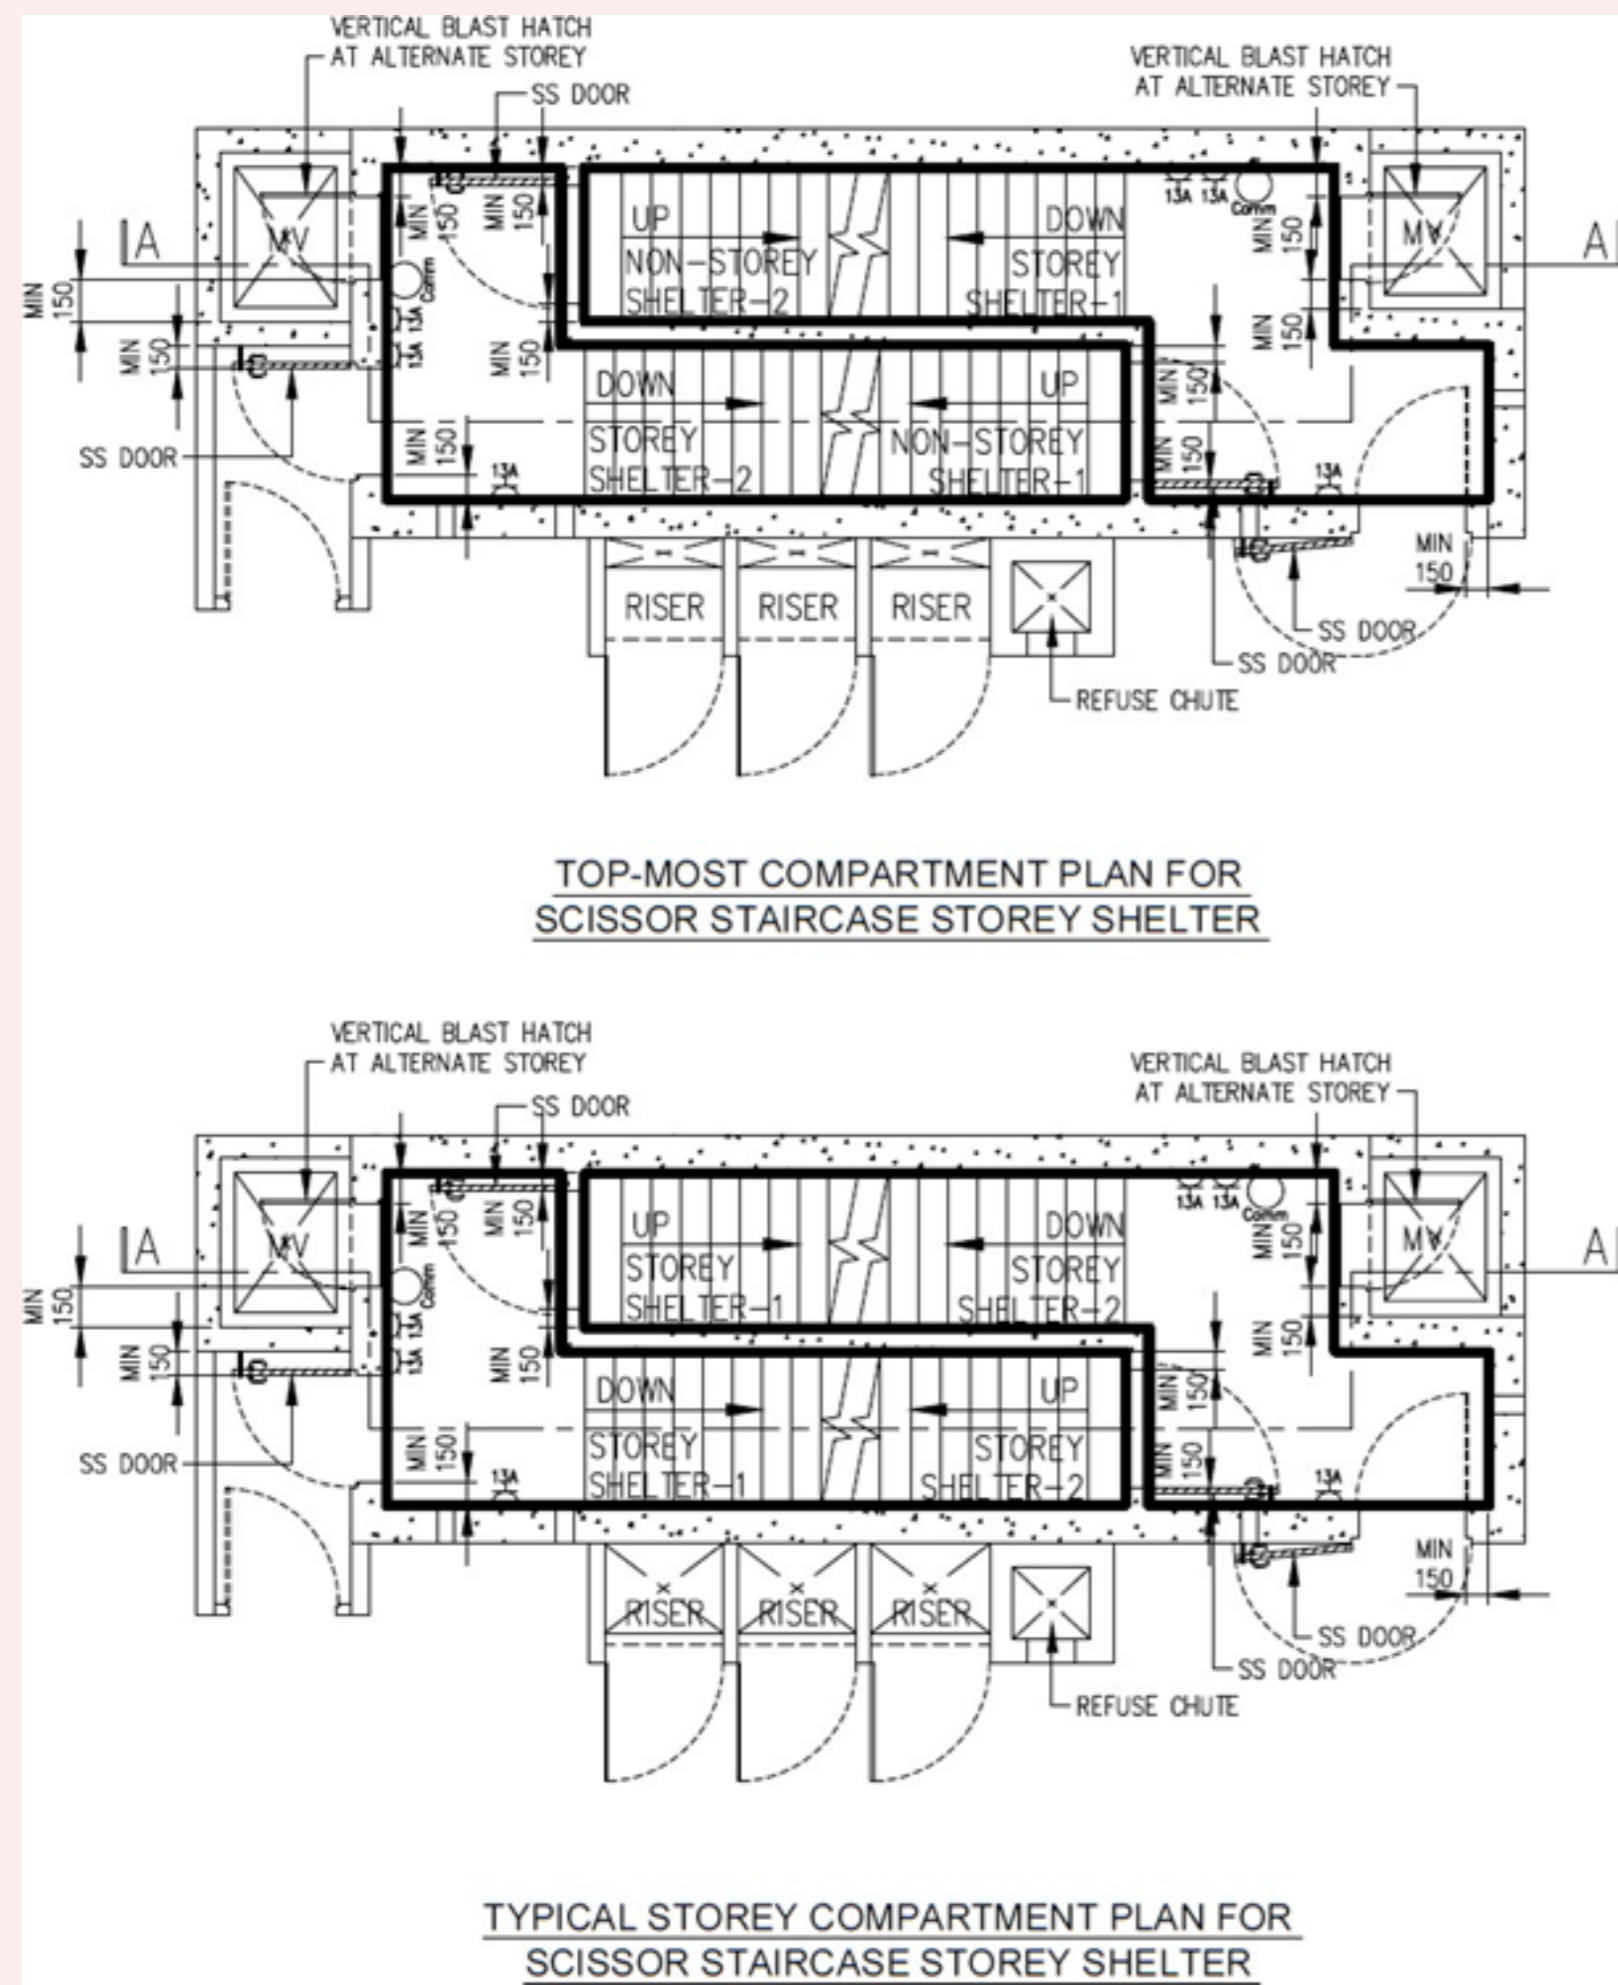 VERTICAL BLAST HATCH
AT ALTERNATE STOREY
SS DOOR
VERTICAL BLAST HATCH
AT ALTERNATE STOREY
A
MV
MIN
150
MIN
150
MIN
150
Comm
13A
13A
MIN
150
UP
NON-STOREY
SHELTER-2
DOWN
STOREY
SHELTER-1
13A 13A
Comm
MIN
150
MV
A
MIN
150
MIN
150
MIN
150
DOWN
STOREY
SHELTER-2
UP
NON-STOREY
SHELTER-1
MIN
150
MIN
150
SS DOOR
MIN
150
13A
13A
MIN
150
RISER
RISER
RISER
SS DOOR
SS DOOR
REFUSE CHUTE
TOP-MOST COMPARTMENT PLAN FOR
SCISSOR STAIRCASE STOREY SHELTER
VERTICAL BLAST HATCH
AT ALTERNATE STOREY
SS DOOR
VERTICAL BLAST HATCH
AT ALTERNATE STOREY
A
MV
MIN
150
MIN
150
MIN
150
Comm
13A
13A
MIN
150
UP
STOREY
SHELTER-1
DOWN
STOREY
SHELTER-2
13A 13A
Comm
MIN
150
MV
A
MIN
150
MIN
150
MIN
150
DOWN
STOREY
SHELTER-1
UP
STOREY
SHELTER-2
MIN
150
MIN
150
SS DOOR
MIN
150
13A
13A
MIN
150
RISER
RISER
RISER
SS DOOR
SS DOOR
REFUSE CHUTE
TYPICAL STOREY COMPARTMENT PLAN FOR
SCISSOR STAIRCASE STOREY SHELTER